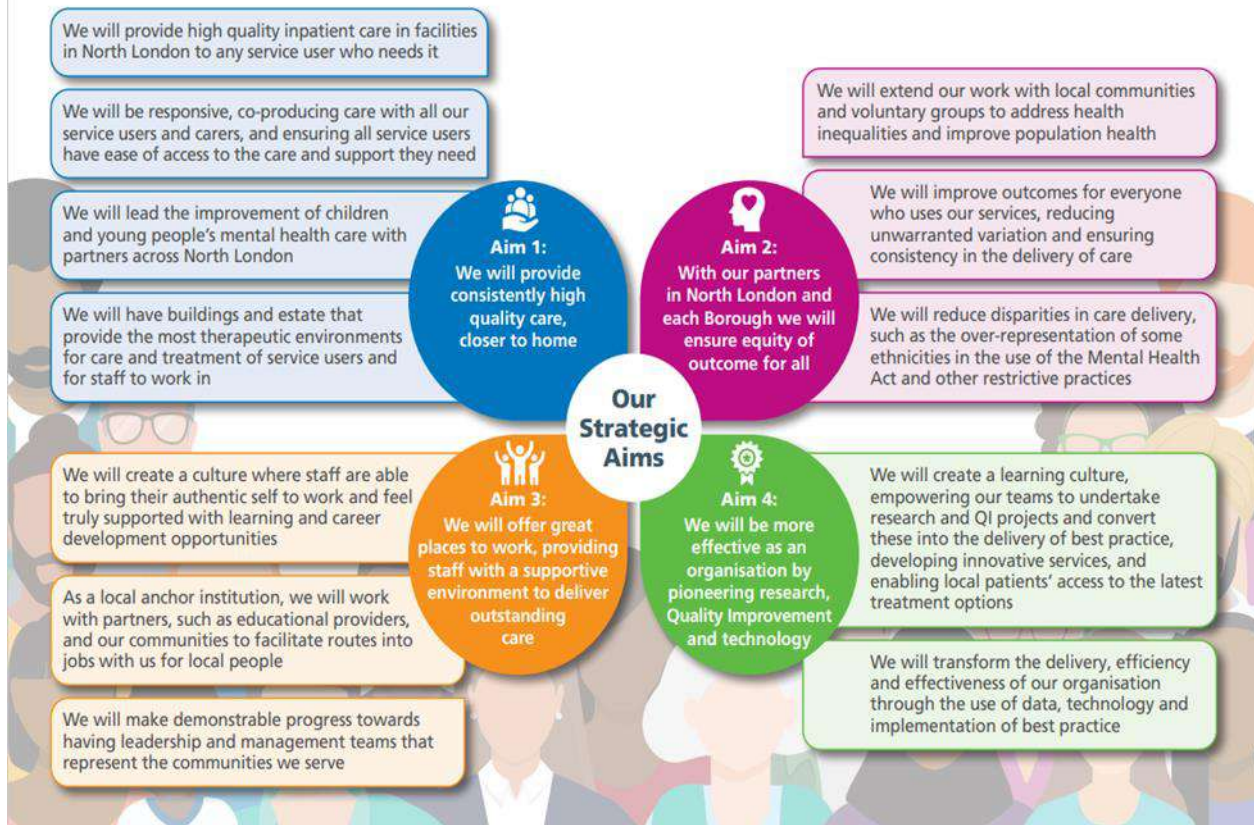 We will provide high quality inpatient care in facilities
in North London to any service user who needs it
We will be responsive, co-producing care with all our
service users and carers, and ensuring all service users
have ease of access to the care and support they need
We will lead the improvement of children
and young people's mental health care with
partners across North London
We will have buildings and estate that
provide the most therapeutic environments
for care and treatment of service users and
for staff to work in
Aim 1:
We will provide
consistently high
quality care,
closer to home
We will extend our work with local communities
and voluntary groups to address health
inequalities and improve population health
We will improve outcomes for everyone
who uses our services, reducing
unwarranted variation and ensuring
consistency in the delivery of care
We will reduce disparities in care delivery,
such as the over-representation of some
ethnicities in the use of the Mental Health
Act and other restrictive practices
Aim 2:
With our partners
in North London and
each Borough we will
ensure equity of
outcome for all
Our
Strategic
Aims
We will create a culture where staff are able
to bring their authentic self to work and feel
truly supported with learning and career
development opportunities
As a local anchor institution, we will work
with partners, such as educational providers,
and our communities to facilitate routes into
jobs with us for local people
We will make demonstrable progress towards
having leadership and management teams that
represent the communities we serve
Aim 3:
We will offer great
places to work, providing
staff with a supportive
environment to deliver
outstanding
care
Aim 4:
We will be more
effective as an
organisation by
pioneering research,
Quality Improvement
and technology
We will create a learning culture,
empowering our teams to undertake
research and QI projects and convert
these into the delivery of best practice,
developing innovative services, and
enabling local patients' access to the latest
treatment options
We will transform the delivery, efficiency
and effectiveness of our organisation
through the use of data, technology and
implementation of best practice